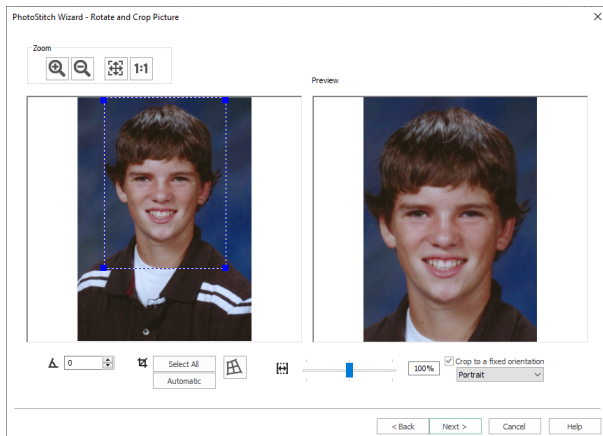 PhotoStitch Wizard - Rotate and Crop Picture
Zoom
1:1
Preview
0
Select All
Automatic
100%
Crop to a fixed orientation
Portrait
< Back
Next >
Cancel
Help